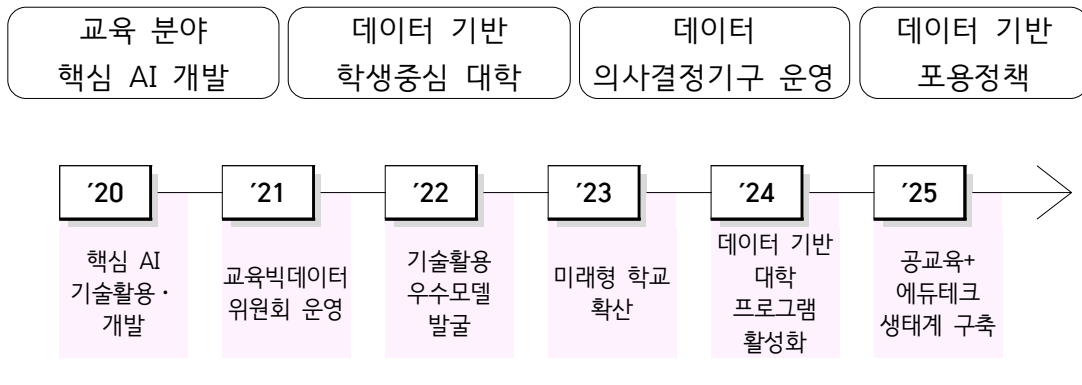 교육 분야
핵심 AI 개발
데이터 기반
학생중심 대학
데이터
의사결정기구 운영
데이터 기반
포용정책
′20
′21
′22
′23
′24
′25
핵심 AI
기술활용·
개발
교육빅데이터
위원회 운영
기술활용
우수모델
발굴
미래형 학교
확산
데이터 기반
대학
프로그램
활성화
공교육+
에듀테크
생태계 구축